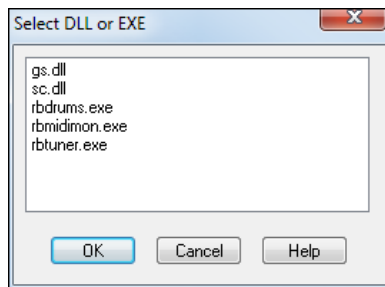 Select DLL or EXE
gs.dll
sc.dll
rbdrums.exe
rbmidimon.exe
rbtuner.exe
OK Cancel Help